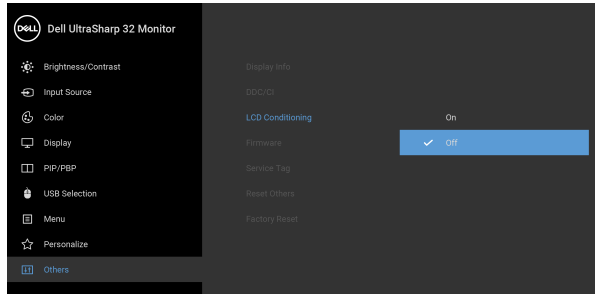 DELL
Dell UltraSharp 32 Monitor
Brightness/Contrast
Input Source
Color
Display
PIP/PBP
USB Selection
Menu
Personalize
Others
Display Info
DDC/CI
LCD Conditioning
Firmware
Service Tag
Reset Others
Factory Reset
On
Off